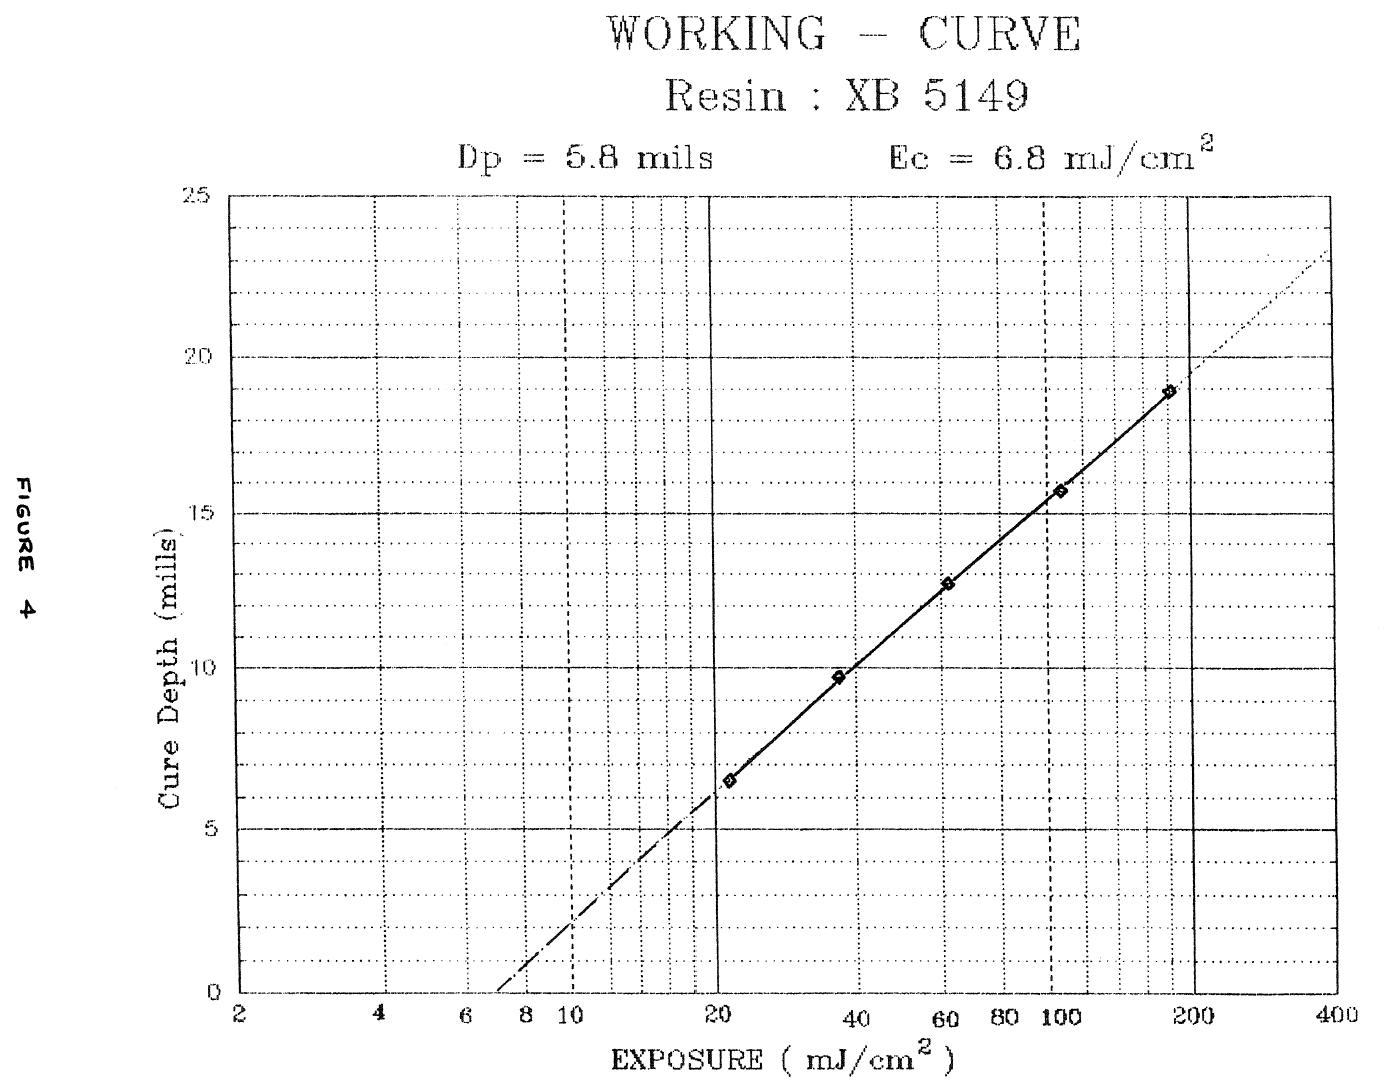 WORKING - CURVE
Resin : XB 5149
Dp = 5.8 mils Ec = 6.8 mJ/cm²
25
20
15
10
5
0
Cure Depth (mills)
2 4 6 8 10 20 40 60 80 100 200 400
EXPOSURE ( mJ/cm² )
FIGURE 4